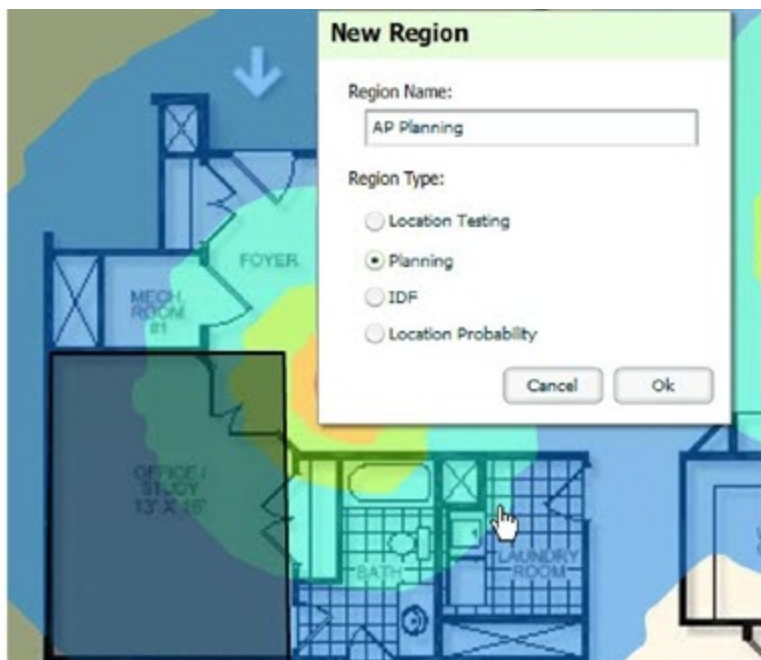 New Region
Region Name:
AP Planning
Region Type:
Location Testing
Planning
IDF
Location Probability
Cancel
Ok
FOYER
MECH.
ROOM
#1
OFFICE /
STUDY
13' X 16'
BATH
LAUNDRY
ROOM